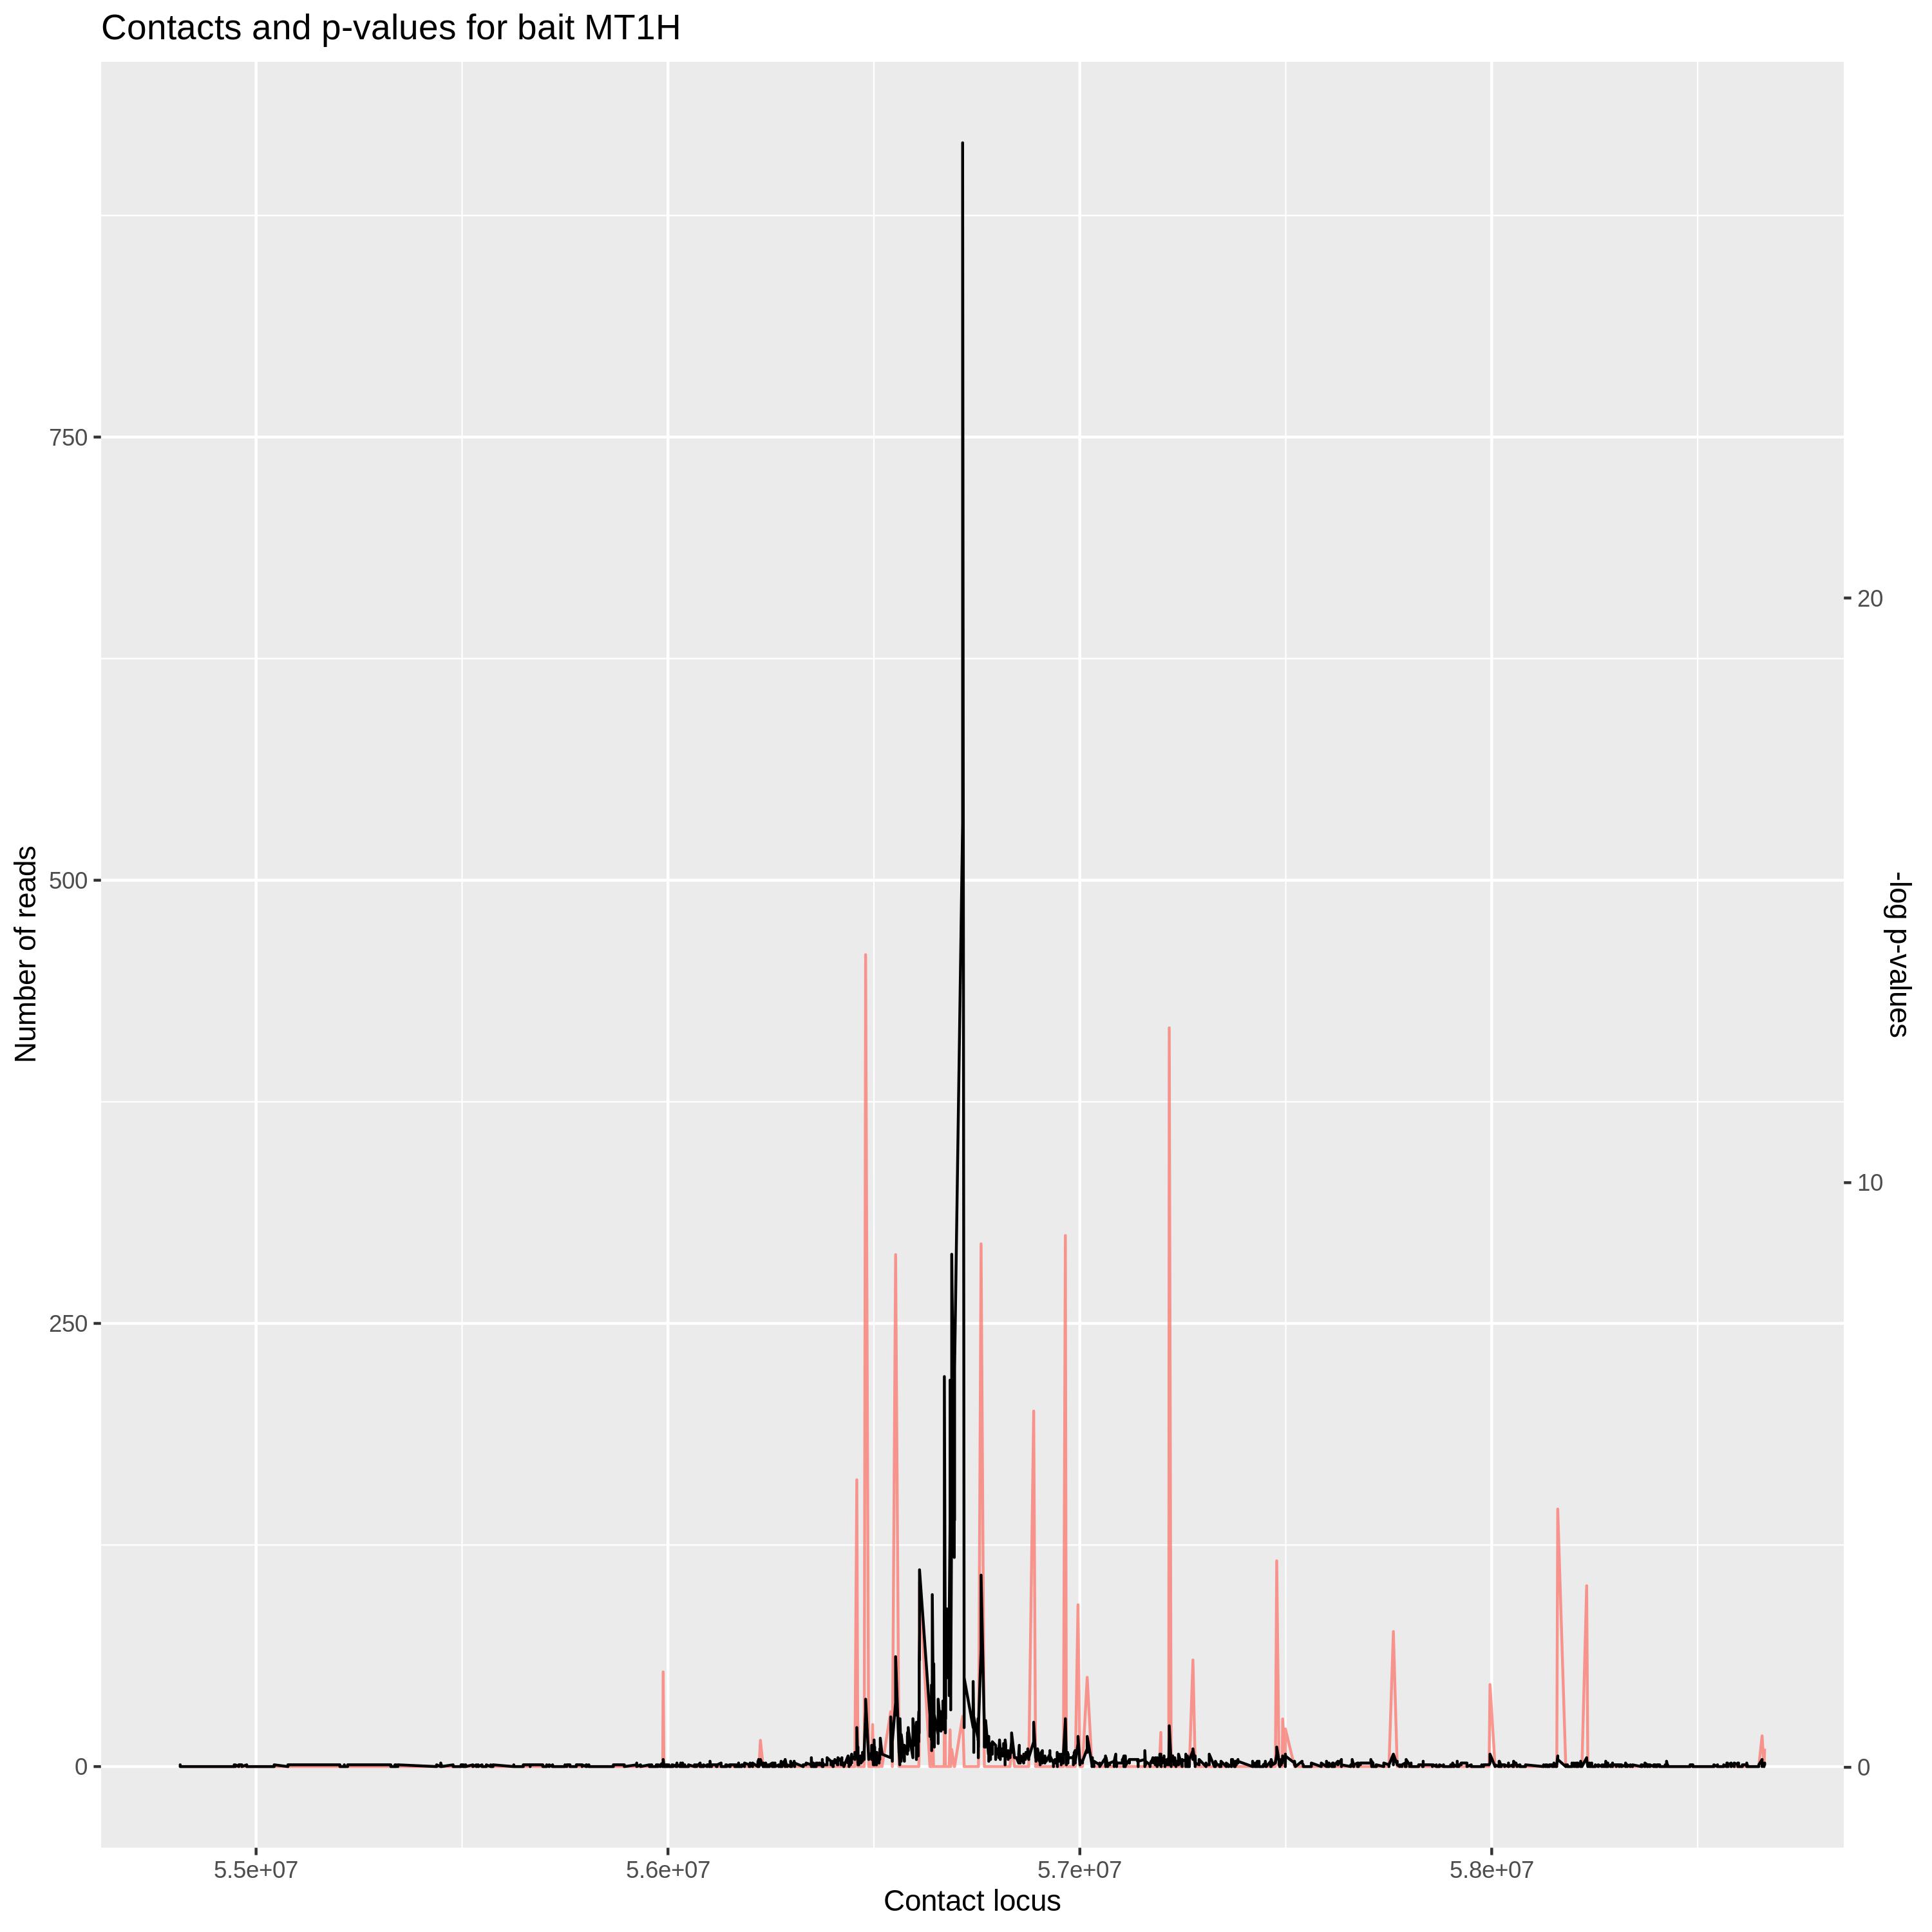 Contacts and p-values for bait MT1H
Number of reads
750
500
250
0
20
10
0
-log p-values
5.5e+07
5.6e+07
5.7e+07
5.8e+07
Contact locus